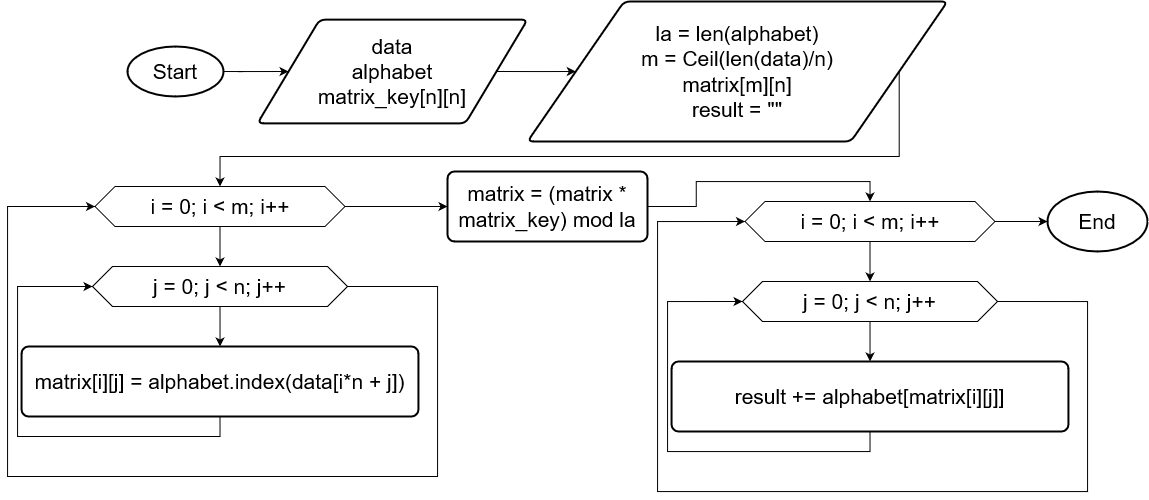 Start
data
alphabet
matrix_key[n][n]
la = len(alphabet)
m = Ceil(len(data)/n)
matrix[m][n]
result = ""
i = 0; i < m; i++
j = 0; j < n; j++
matrix[i][j] = alphabet.index(data[i*n + j])
matrix = (matrix *
matrix_key) mod la
i = 0; i < m; i++
j = 0; j < n; j++
result += alphabet[matrix[i][j]]
End